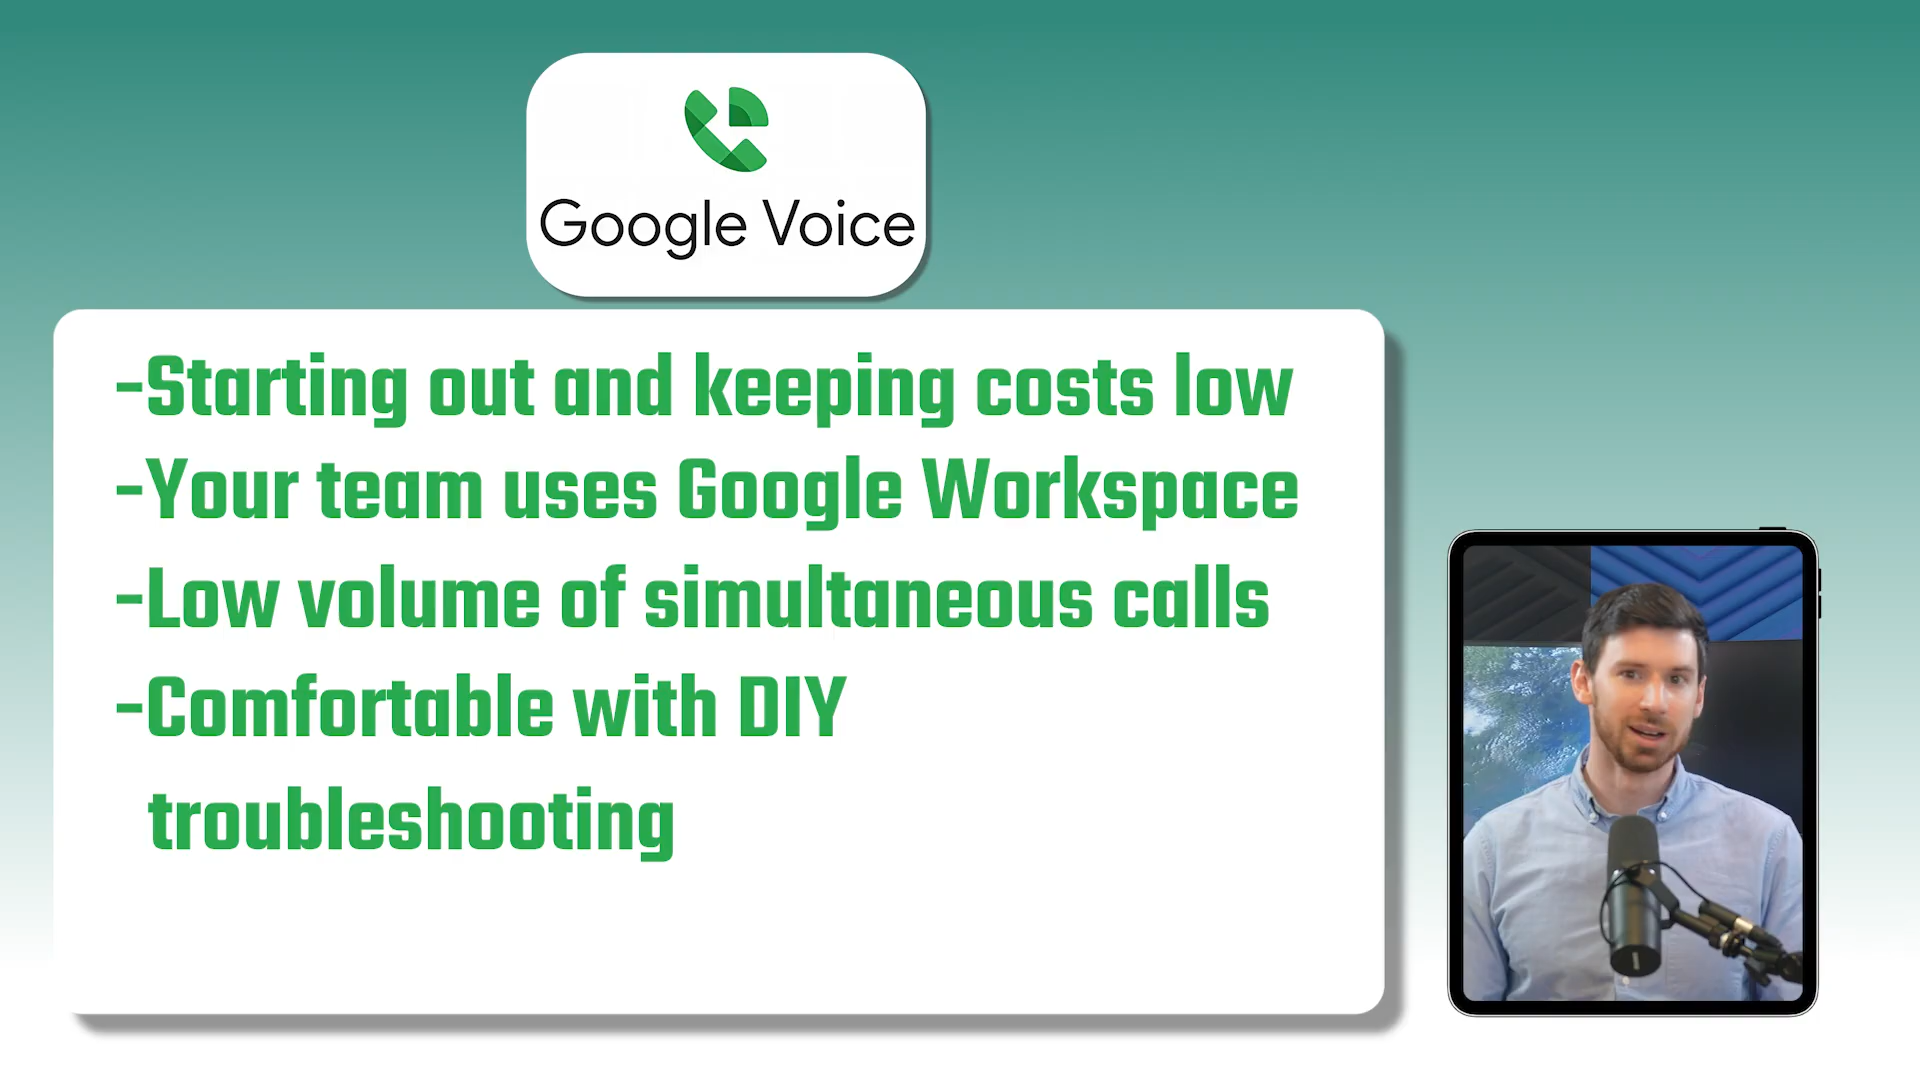 Google Voice
-Starting out and keeping costs low
-Your team uses Google Workspace
-Low volume of simultaneous calls
-Comfortable with DIY
troubleshooting